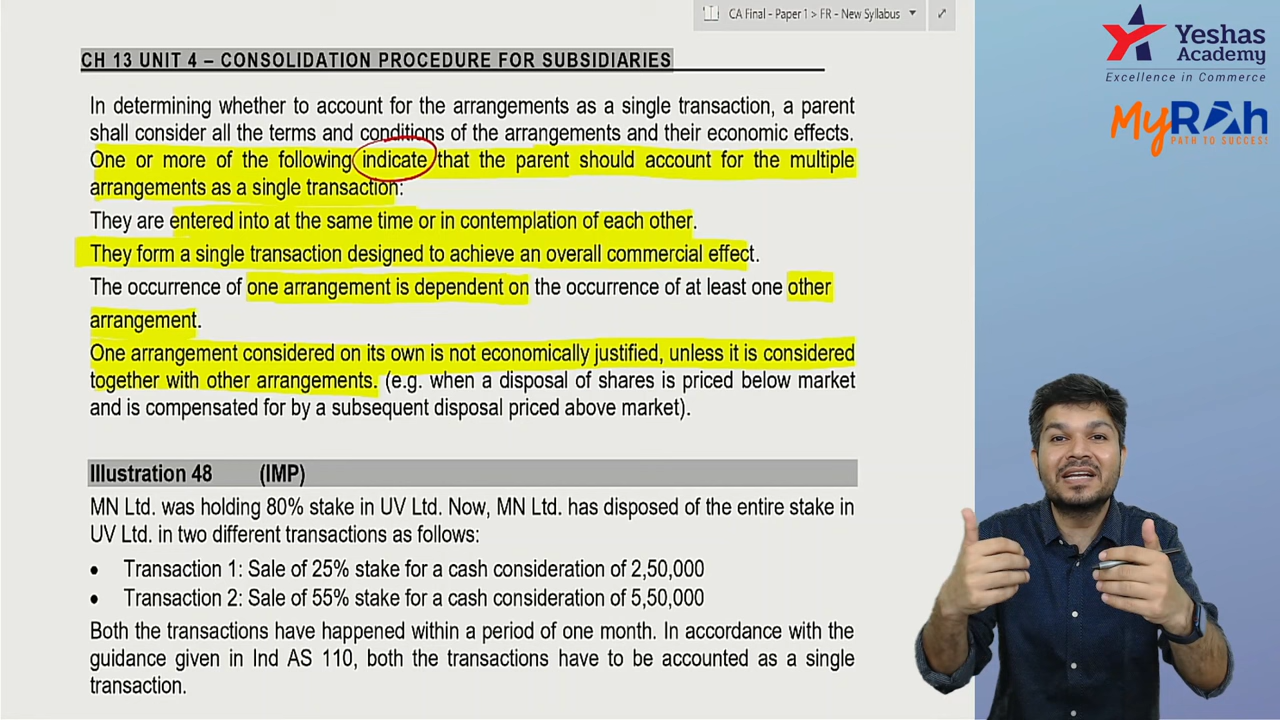 CA Final - Paper 1 > FR - New Syllabus
Yeshas
Academy
Excellence in Commerce
MyRAh
PATH TO SUCCESS
CH 13 UNIT 4 – CONSOLIDATION PROCEDURE FOR SUBSIDIARIES
In determining whether to account for the arrangements as a single transaction, a parent
shall consider all the terms and conditions of the arrangements and their economic effects.
One or more of the following indicate that the parent should account for the multiple
arrangements as a single transaction:
They are entered into at the same time or in contemplation of each other.
They form a single transaction designed to achieve an overall commercial effect.
The occurrence of one arrangement is dependent on the occurrence of at least one other
arrangement.
One arrangement considered on its own is not economically justified, unless it is considered
together with other arrangements. (e.g. when a disposal of shares is priced below market
and is compensated for by a subsequent disposal priced above market).
Illustration 48 (IMP)
MN Ltd. was holding 80% stake in UV Ltd. Now, MN Ltd. has disposed of the entire stake in
UV Ltd. in two different transactions as follows:
• Transaction 1: Sale of 25% stake for a cash consideration of 2,50,000
• Transaction 2: Sale of 55% stake for a cash consideration of 5,50,000
Both the transactions have happened within a period of one month. In accordance with the
guidance given in Ind AS 110, both the transactions have to be accounted as a single
transaction.